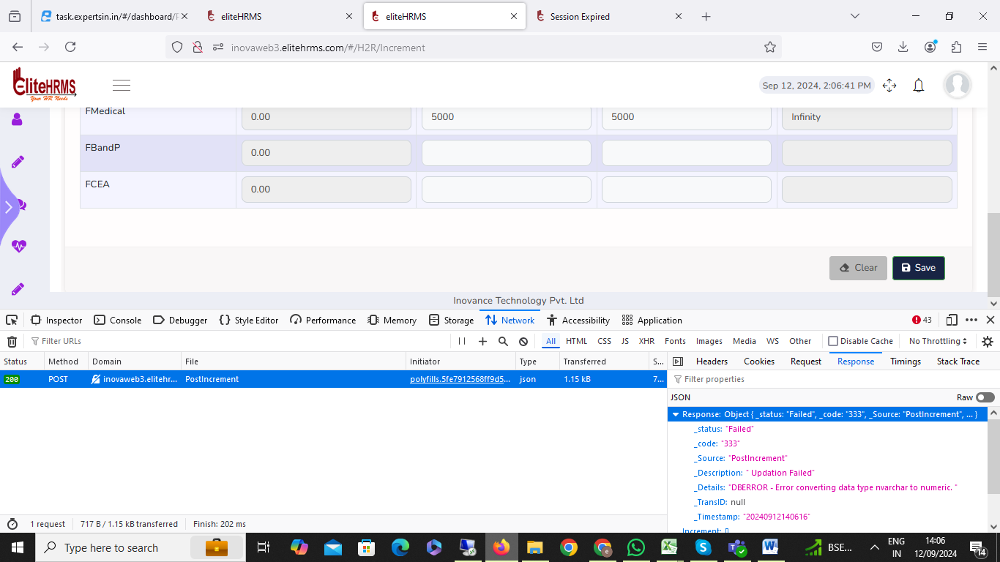 task.expertsin.in/#/dashboard/
eliteHRMS
eliteHRMS
Session Expired
inovaweb3.elitehrms.com/#/H2R/Increment
EliteHRMS
Your HR Needs
Sep 12, 2024, 2:06:41 PM
FMedical 0.00 5000 5000 Infinity
FBandP 0.00
FCEA 0.00
Clear Save
Inovance Technology Pvt. Ltd
Inspector Console Debugger Style Editor Performance Memory Storage Network Accessibility Application 43
Filter URLs All HTML CSS JS XHR Fonts Images Media WS Other Disable Cache No Throttling
Status Method Domain File Initiator Type Transferred S...
200 POST inovaweb3.elitehr... PostIncrement polyfills.5fe7912568ff9d5... json 1.15 kB 7...
Headers Cookies Request Response Timings Stack Trace
Filter properties
JSON Raw
Response: Object { _status: "Failed", _code: "333", _Source: "PostIncrement", ... }
_status: "Failed"
_code: "333"
_Source: "PostIncrement"
_Description: " Updation Failed"
_Details: "DBERROR - Error converting data type nvarchar to numeric. "
_TransID: null
_Timestamp: "20240912140616"
Increment: []
1 request 717 B / 1.15 kB transferred Finish: 202 ms
Type here to search
BSE...
ENG
IN
14:06
12/09/2024
14